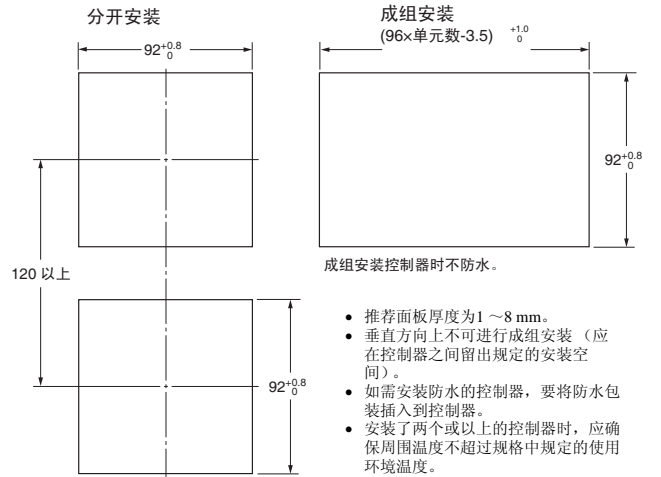 分开安装
92+0.8 0
120 以上
92+0.8 0
成组安装
(96×单元数-3.5) +1.0 0
92+0.8 0
成组安装控制器时不防水。
● 推荐面板厚度为1 ～8 mm。
● 垂直方向上不可进行成组安装 （应
在控制器之间留出规定的安装空
间）。
● 如需安装防水的控制器，要将防水包
装插入到控制器。
● 安装了两个或以上的控制器时，应确
保周围温度不超过规格中规定的使用
环境温度。